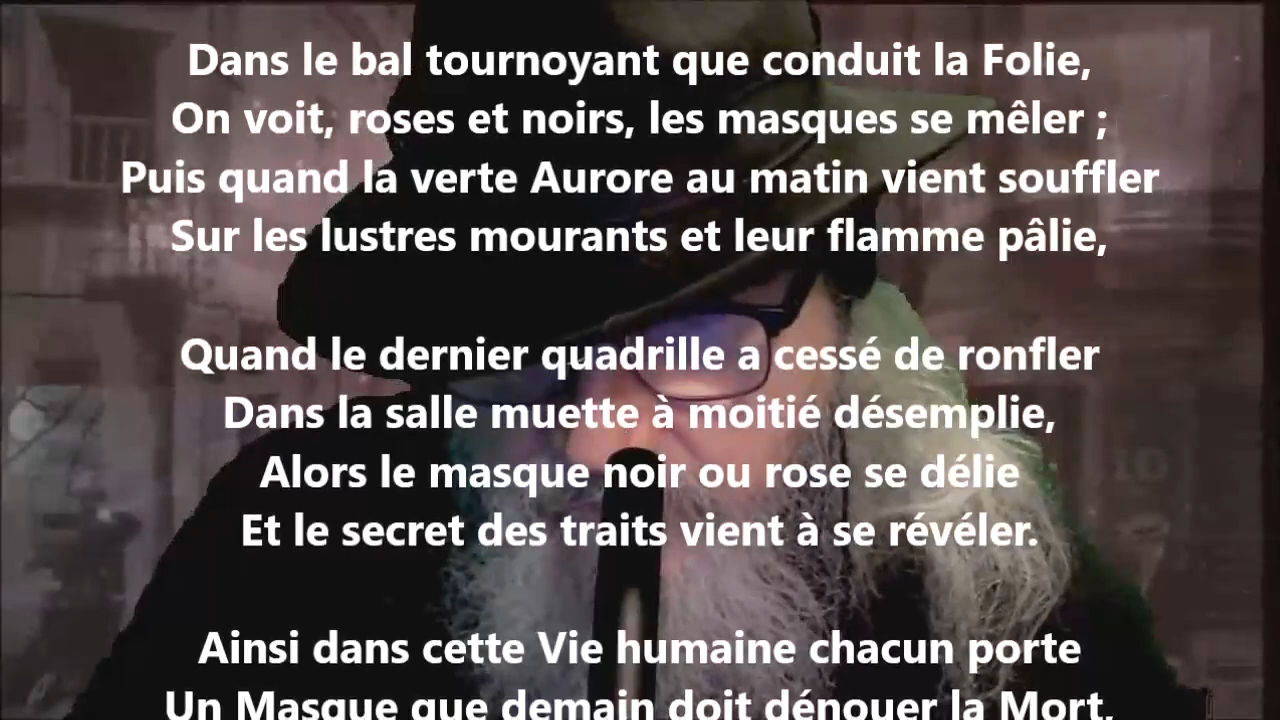 Dans le bal tournoyant que conduit la Folie,
On voit, roses et noirs, les masques se mêler ;
Puis quand la verte Aurore au matin vient souffler
Sur les lustres mourants et leur flamme pâlie,
Quand le dernier quadrille a cessé de ronfler
Dans la salle muette à moitié désemplie,
Alors le masque noir ou rose se délie
Et le secret des traits vient à se révéler.
Ainsi dans cette Vie humaine chacun porte
Un Masque que demain doit dénouer la Mort,